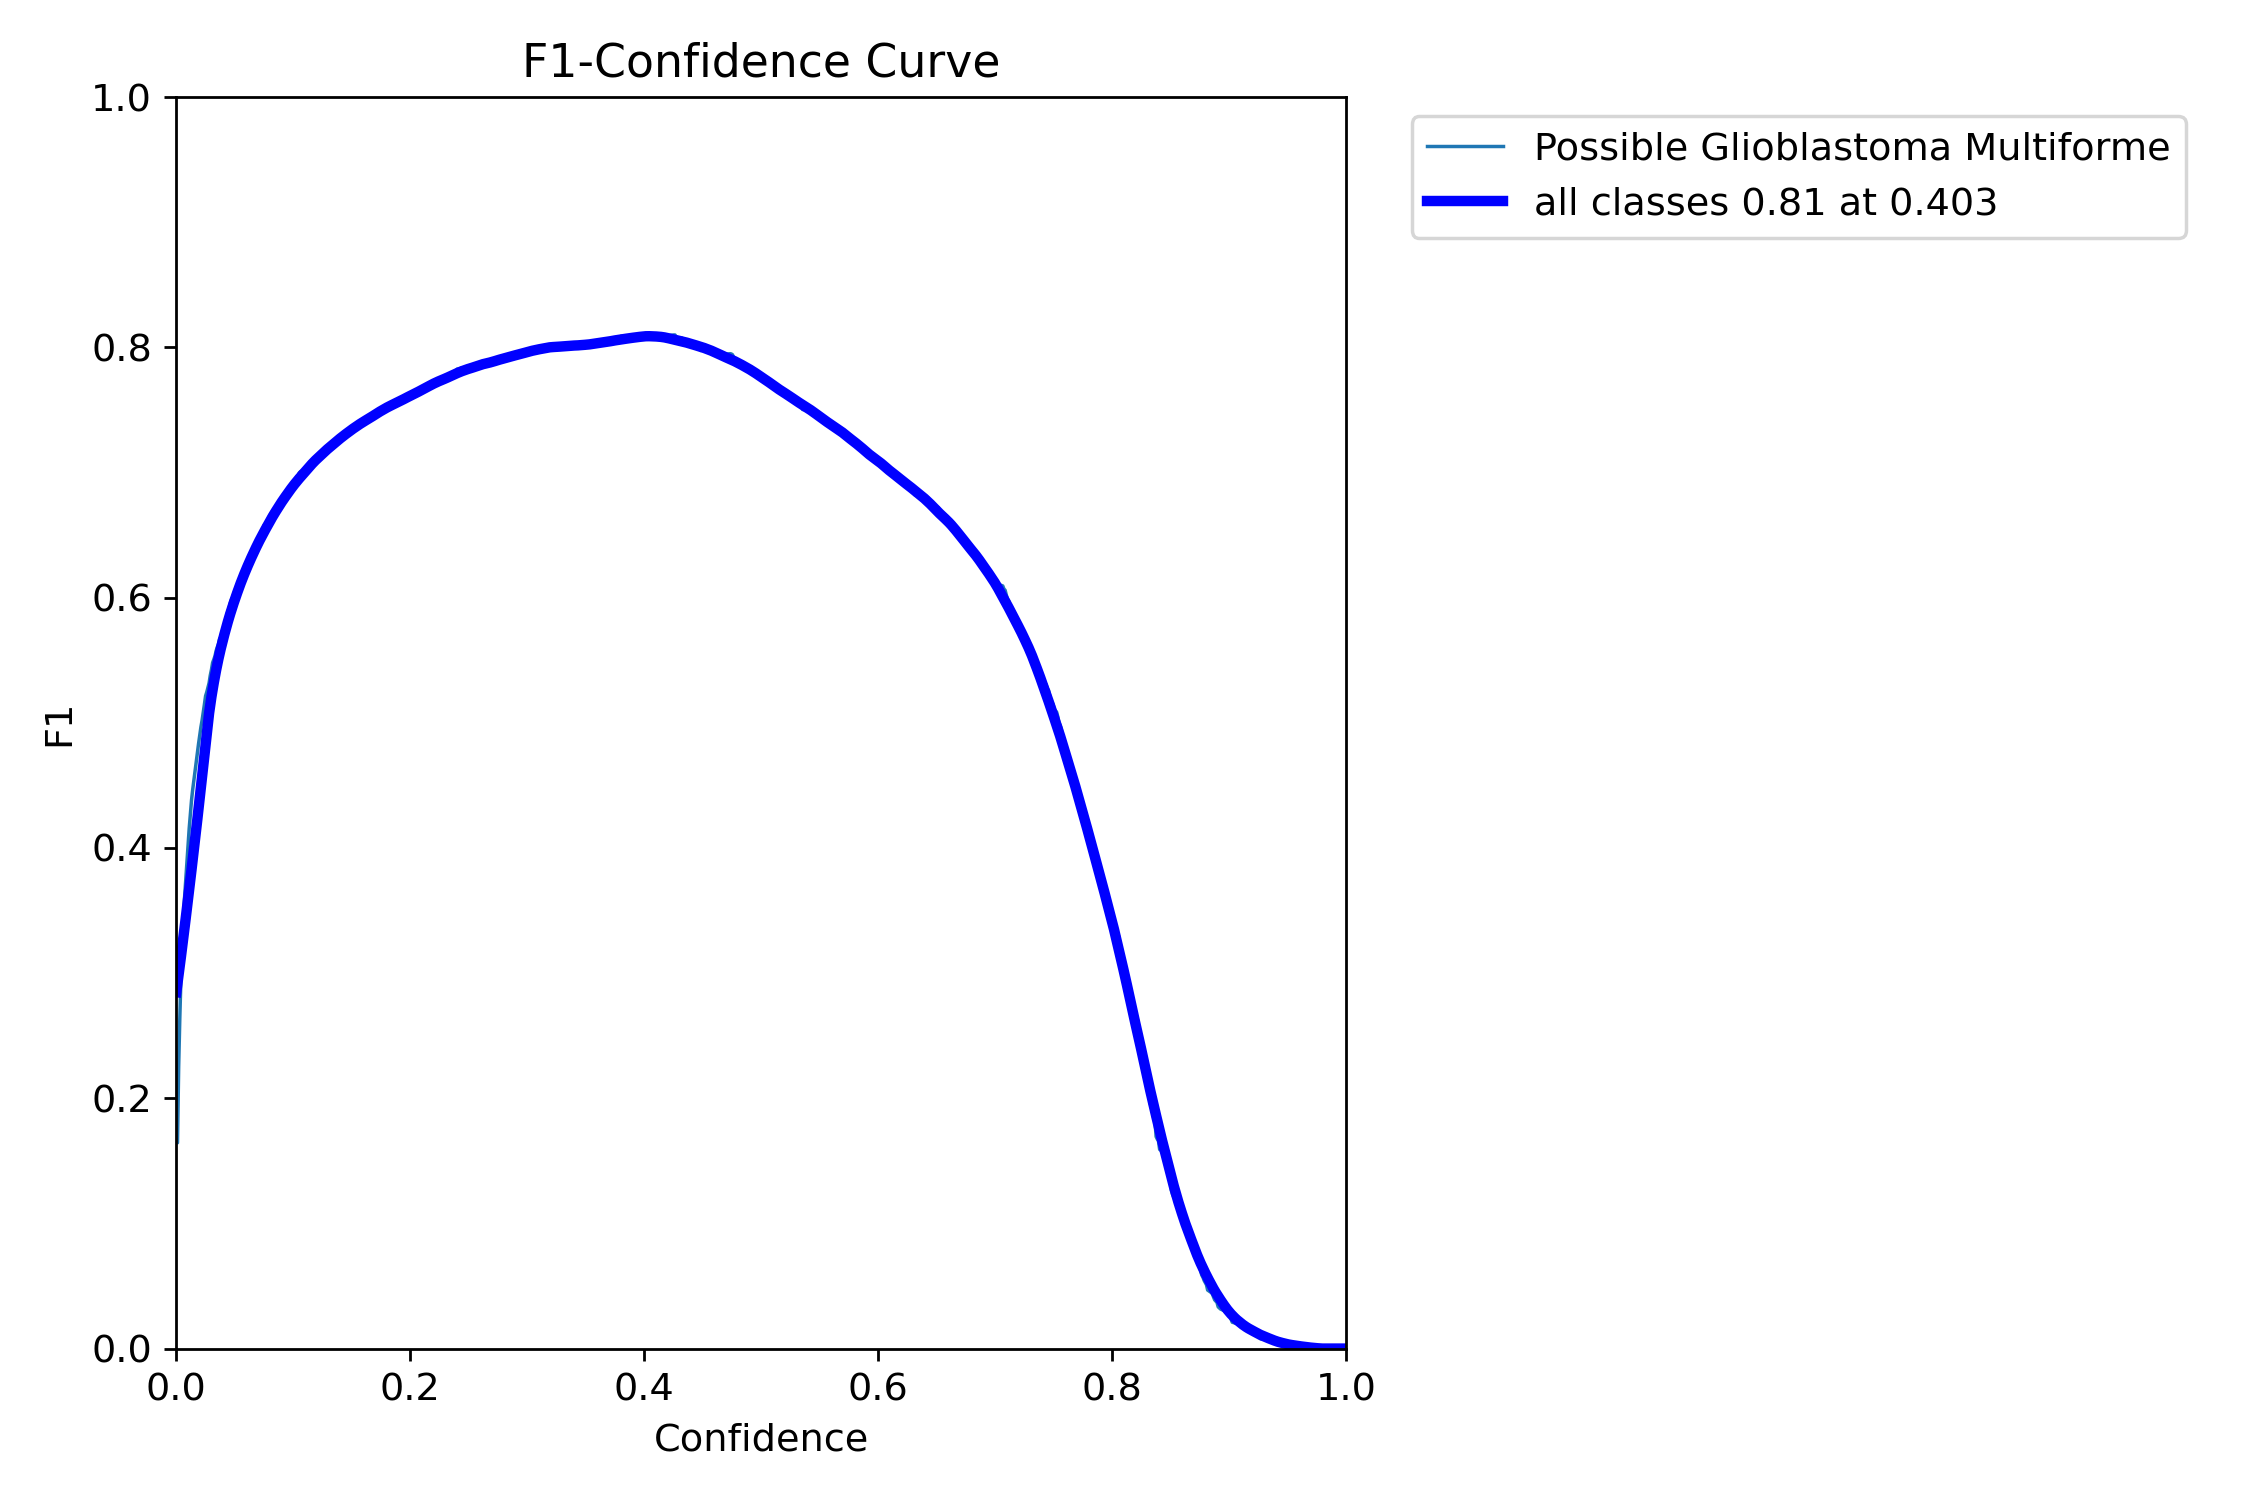 F1-Confidence Curve
1.0
0.8
0.6
0.4
0.2
0.0
F1
0.0 0.2 0.4 0.6 0.8 1.0
Confidence
Possible Glioblastoma Multiforme
all classes 0.81 at 0.403